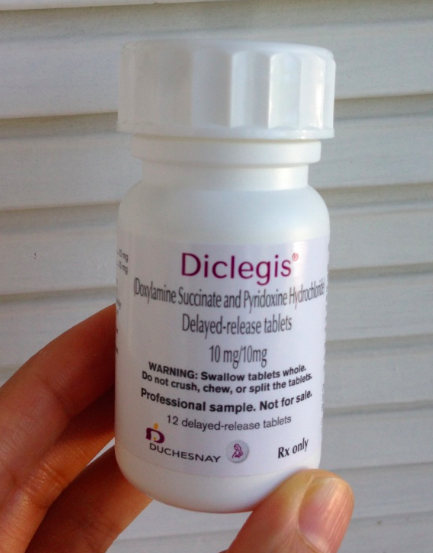 Diclegis®
(Doxylamine Succinate and Pyridoxine Hydrochloride
Delayed-release tablets
10 mg/10mg
WARNING: Swallow tablets whole.
Do not crush, chew, or split the tablets.
Professional sample. Not for sale.
12 delayed-release tablets
DUCHESNAY
Rx only